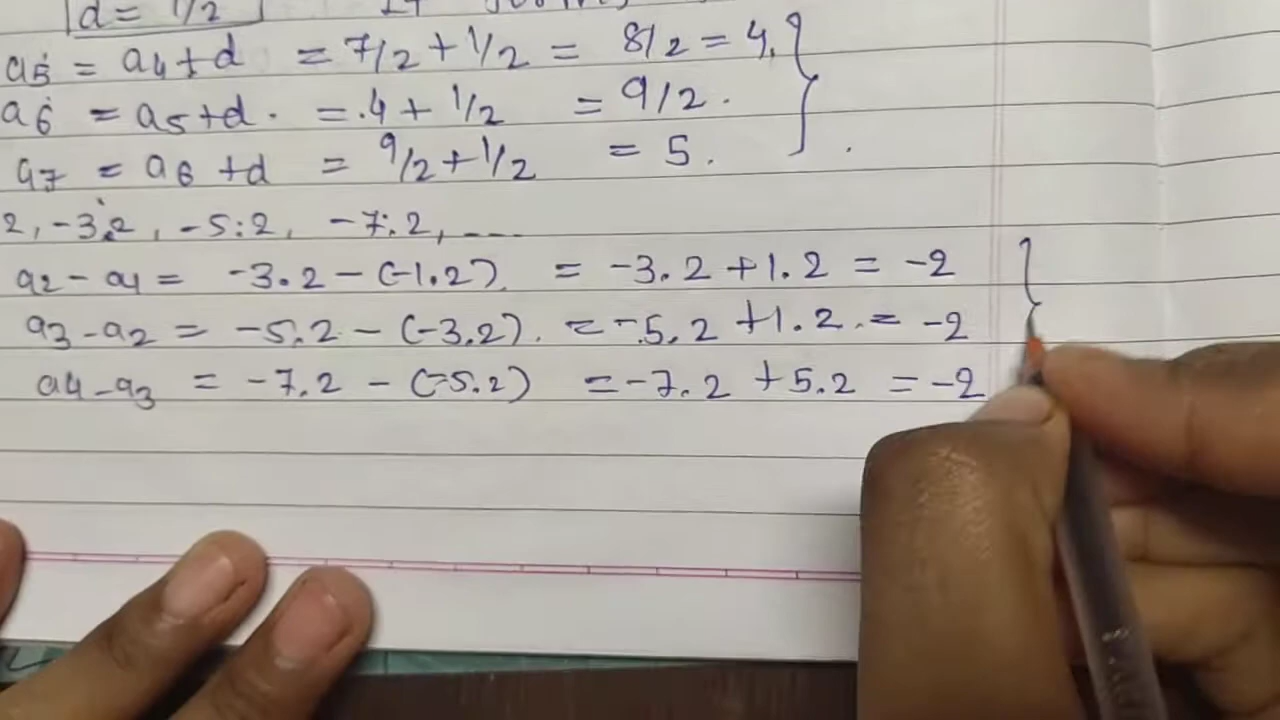 d = 1/2
a5 = a4+d = 7/2 + 1/2 = 8/2 = 4,
a6 = a5+d. = .4 + 1/2 = 9/2.
a7 = a6 +d = 9/2 + 1/2 = 5.
2, -3.2, -5:2, -7.2, ----
a2 - a1 = -3.2 - (-1.2). = -3.2 +1.2 = -2
a3 - a2 = -5.2 - (-3.2). = -5.2 +1.2. = -2
a4 - a3 = -7.2 - (-5.2) = -7.2 +5.2 = -2